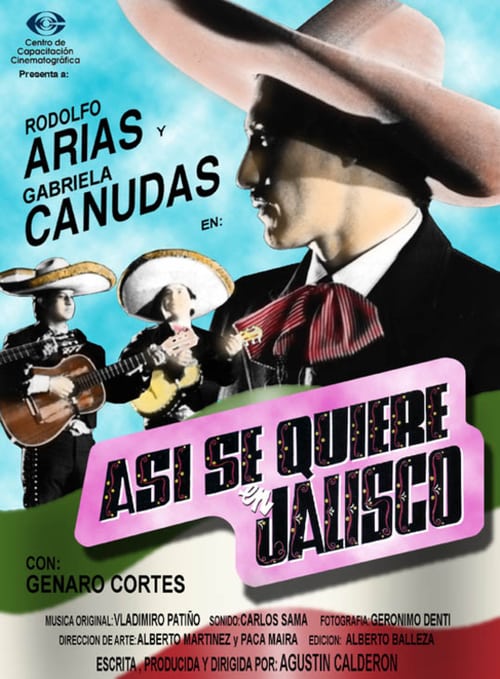 Centro de
Capacitación
Cinematográfica
Presenta a:
RODOLFO
ARIAS Y
GABRIELA
CANUDAS
EN:
ASI SE QUIERE
en JALISCO
CON:
GENARO CORTES
MUSICA ORIGINAL: VLADIMIRO PATIÑO SONIDO: CARLOS SAMA FOTOGRAFIA: GERONIMO DENTI
DIRECCION DE ARTE: ALBERTO MARTINEZ y PACA MAIRA EDICION: ALBERTO BALLEZA
ESCRITA, PRODUCIDA Y DIRIGIDA POR: AGUSTIN CALDERON